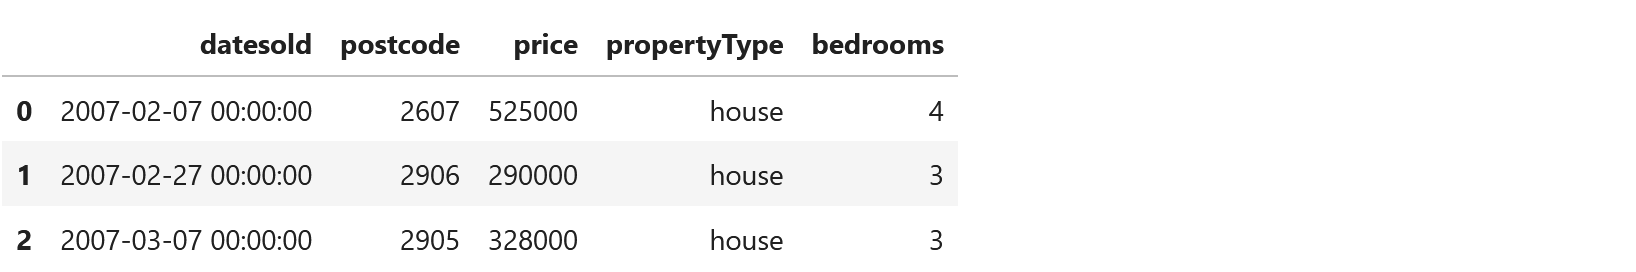 datesold postcode price propertyType bedrooms
0 2007-02-07 00:00:00 2607 525000 house 4
1 2007-02-27 00:00:00 2906 290000 house 3
2 2007-03-07 00:00:00 2905 328000 house 3